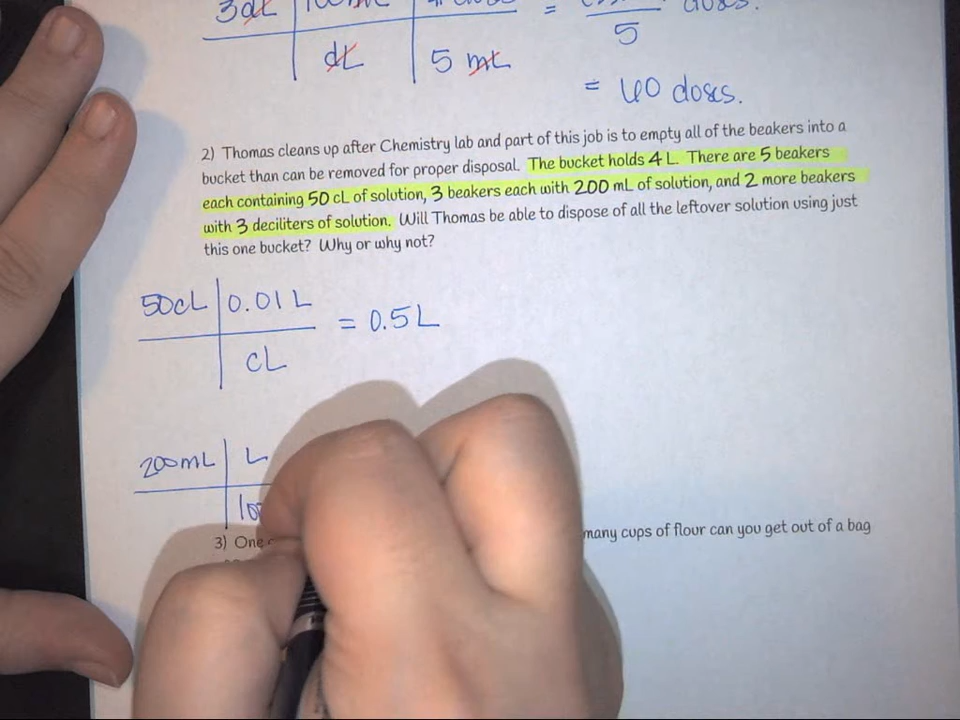 3dL
=
5
dL 5 mL
= 60 doses.
2) Thomas cleans up after Chemistry lab and part of this job is to empty all of the beakers into a
bucket than can be removed for proper disposal. The bucket holds 4 L. There are 5 beakers
each containing 50 cL of solution, 3 beakers each with 200 mL of solution, and 2 more beakers
with 3 deciliters of solution. Will Thomas be able to dispose of all the leftover solution using just
this one bucket? Why or why not?
50cL 0.01 L = 0.5 L
cL
200mL L
3) One many cups of flour can you get out of a bag